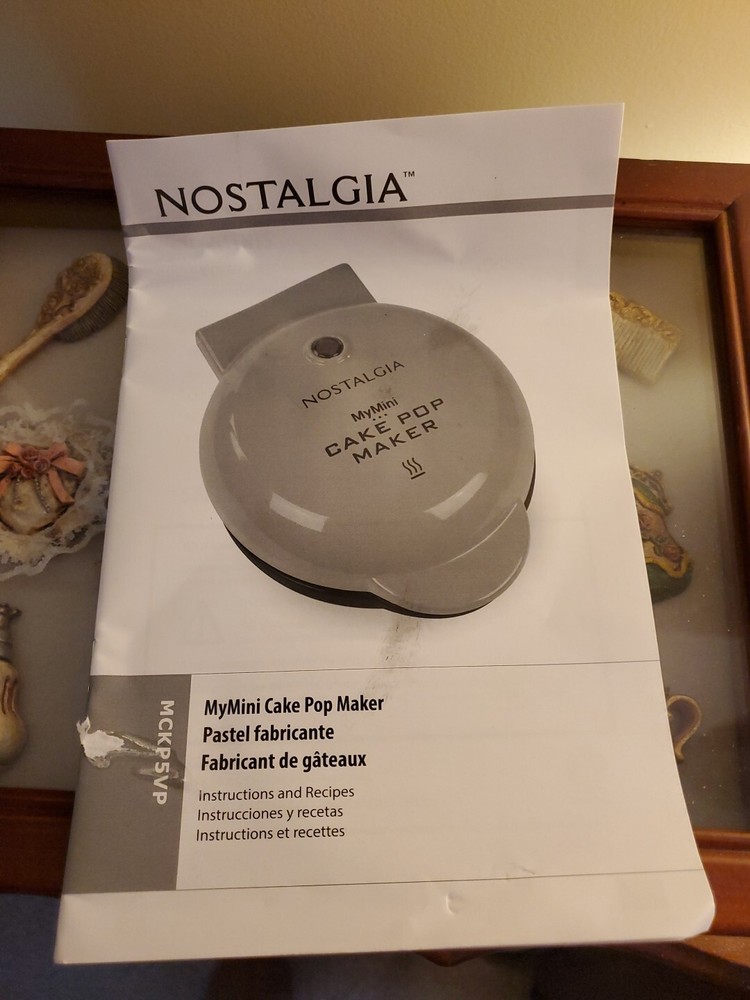 NOSTALGIA™
NOSTALGIA
MyMini
CAKE POP
MAKER
MCKP5VP
MyMini Cake Pop Maker
Pastel fabricante
Fabricant de gâteaux
Instructions and Recipes
Instrucciones y recetas
Instructions et recettes